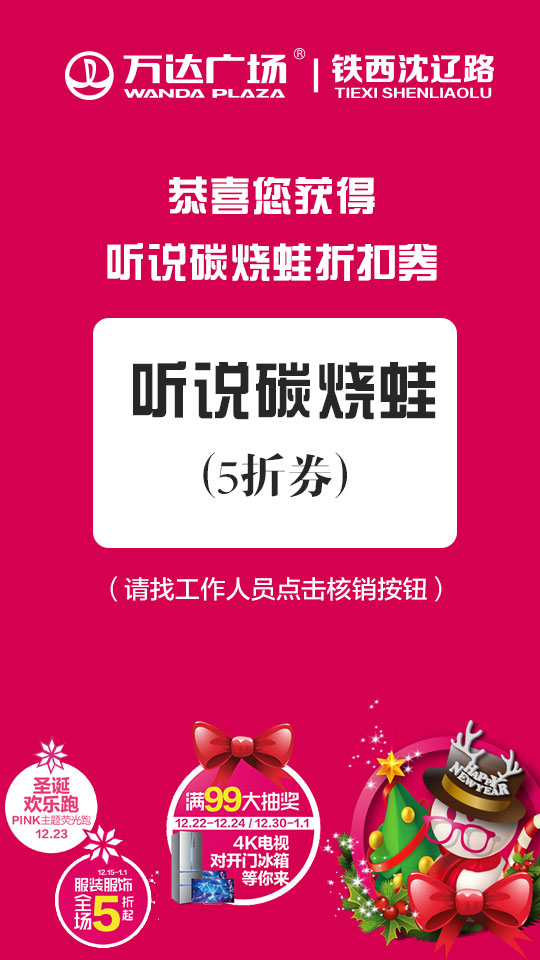 万达广场® | 铁西沈辽路
WANDA PLAZA TIEXI SHENLIAOLU
恭喜您获得
听说碳烧蛙折扣券
听说碳烧蛙
(5折券)
(请找工作人员点击核销按钮)
圣诞
欢乐跑
PINK主题荧光跑
12.23
12.15-1.1
服装服饰
全场5折起
满99大抽奖
12.22-12.24 / 12.30-1.1
4K电视
对开门冰箱
等你来
HAPPY
NEW YEAR